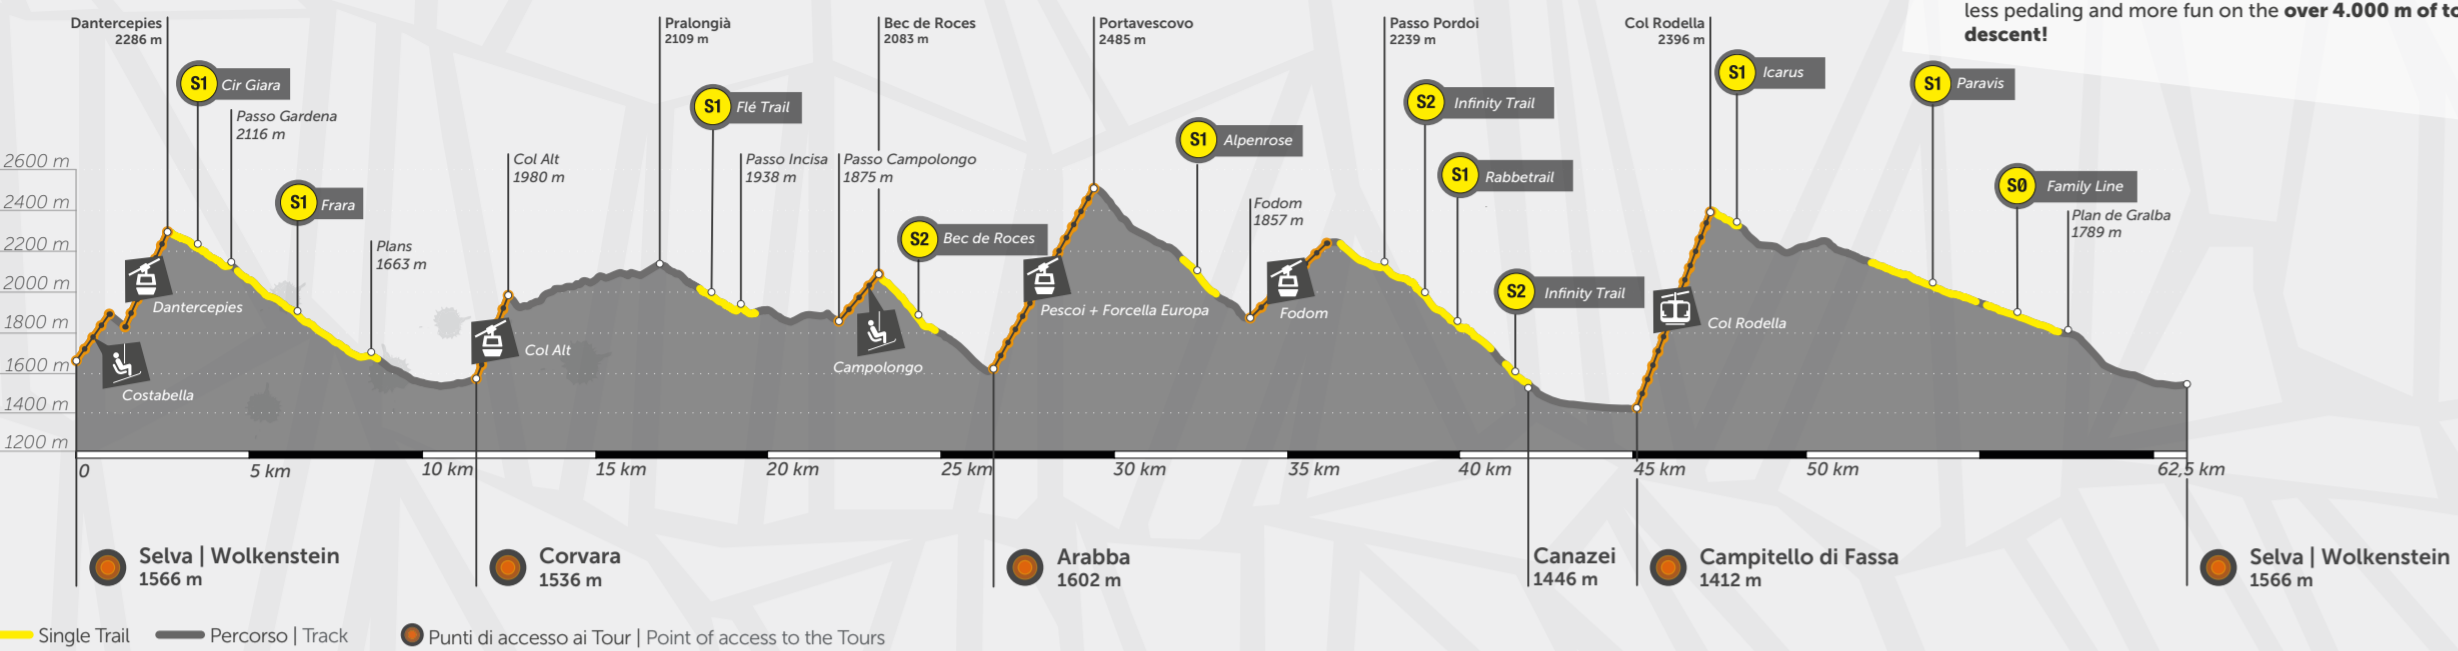 less pedaling and more fun on the over 4.000 m of
descent!
Dantercepies
2286 m
Pralongià
2109 m
Bec de Roces
2083 m
Portavescovo
2485 m
Passo Pordoi
2239 m
Col Rodella
2396 m
S1 Cir Giara
Passo Gardena
2116 m
S1 Frara
Plans
1663 m
Col Alt
1980 m
S1 Flé Trail
Passo Incisa
1938 m
Passo Campolongo
1875 m
S2 Bec de Roces
S1 Alpenrose
Fodom
1857 m
S2 Infinity Trail
S1 Rabbetrail
S2 Infinity Trail
S1 Icarus
S1 Paravis
S0 Family Line
Plan de Gralba
1789 m
2600 m
2400 m
2200 m
2000 m
1800 m
1600 m
1400 m
1200 m
Dantercepies
Costabella
Col Alt
Campolongo
Pescoi + Forcella Europa
Fodom
Col Rodella
0
5 km
10 km
15 km
20 km
25 km
30 km
35 km
40 km
45 km
50 km
62,5 km
Selva | Wolkenstein
1566 m
Corvara
1536 m
Arabba
1602 m
Canazei
1446 m
Campitello di Fassa
1412 m
Selva | Wolkenstein
1566 m
Single Trail
Percorso | Track
Punti di accesso ai Tour | Point of access to the Tours